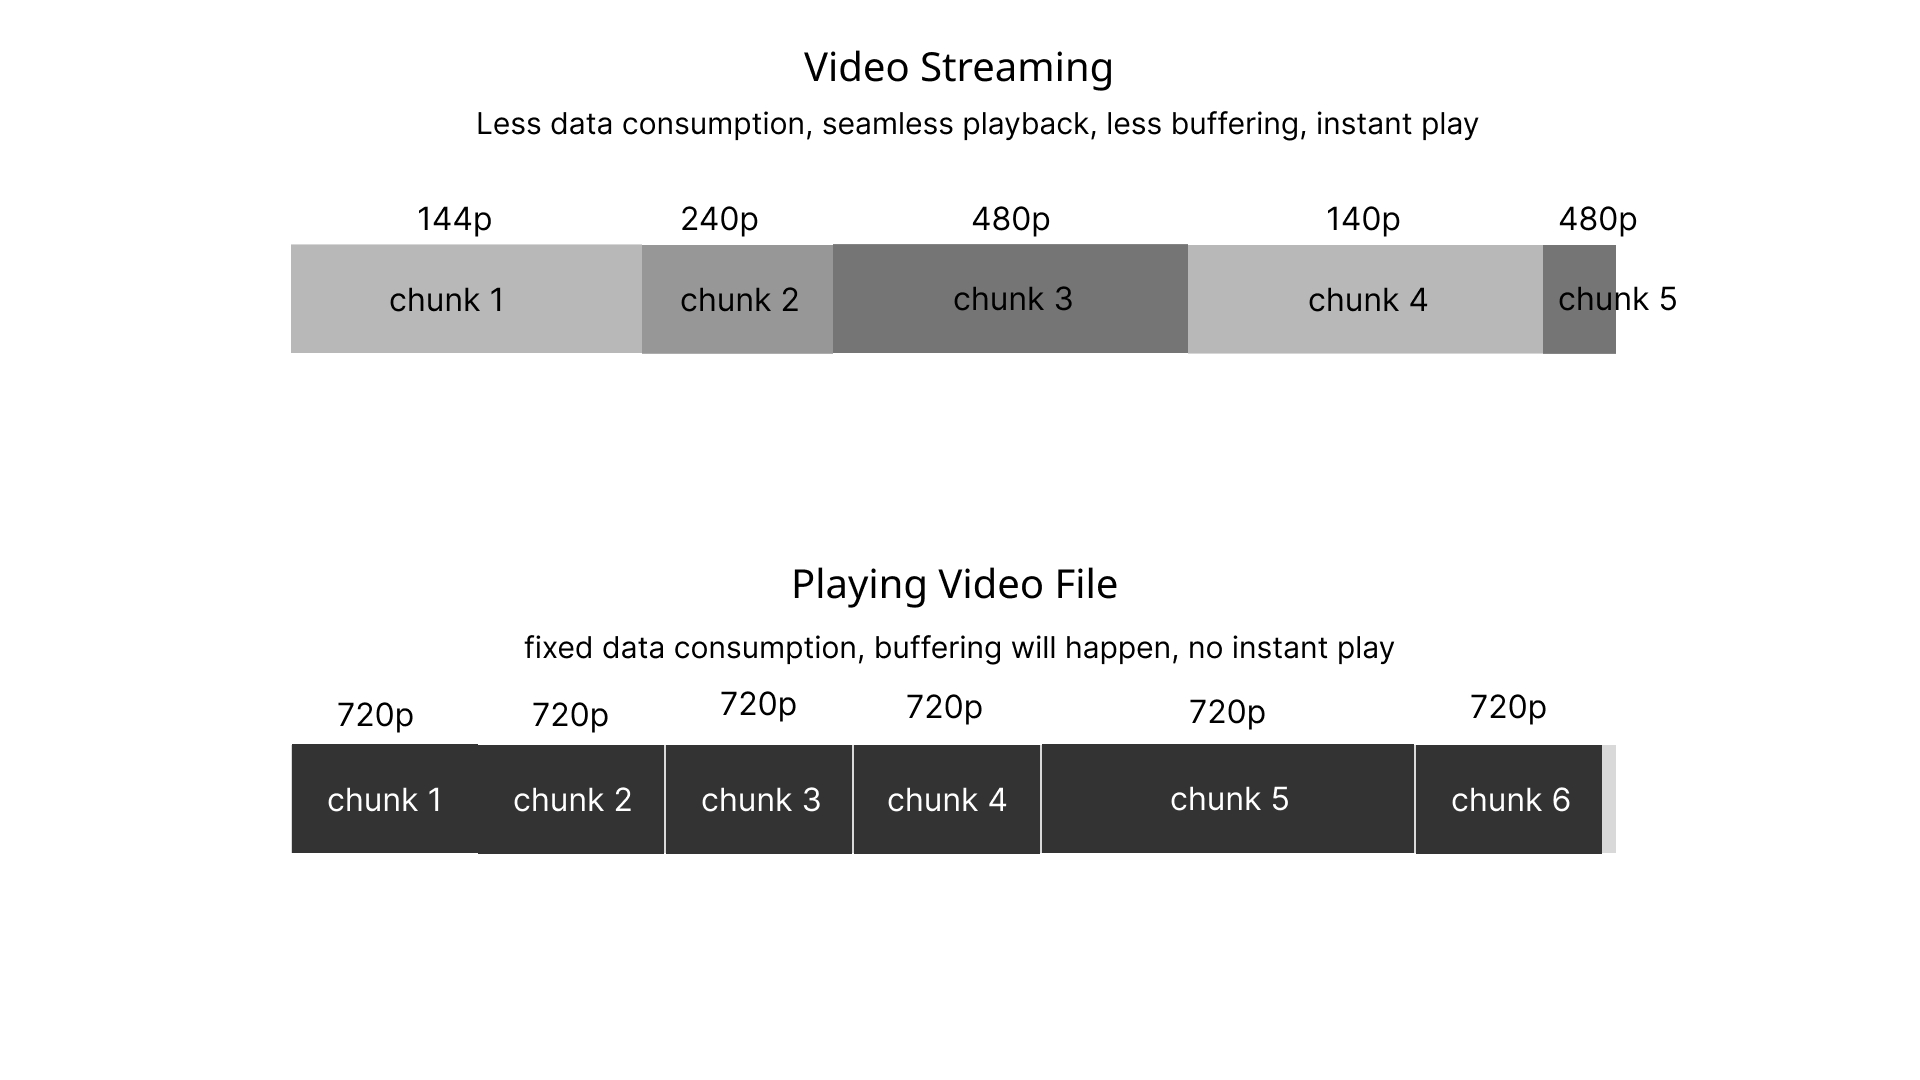 Video Streaming
Less data consumption, seamless playback, less buffering, instant play
144p 240p 480p 140p 480p
chunk 1 chunk 2 chunk 3 chunk 4 chunk 5
Playing Video File
fixed data consumption, buffering will happen, no instant play
720p 720p 720p 720p 720p 720p
chunk 1 chunk 2 chunk 3 chunk 4 chunk 5 chunk 6